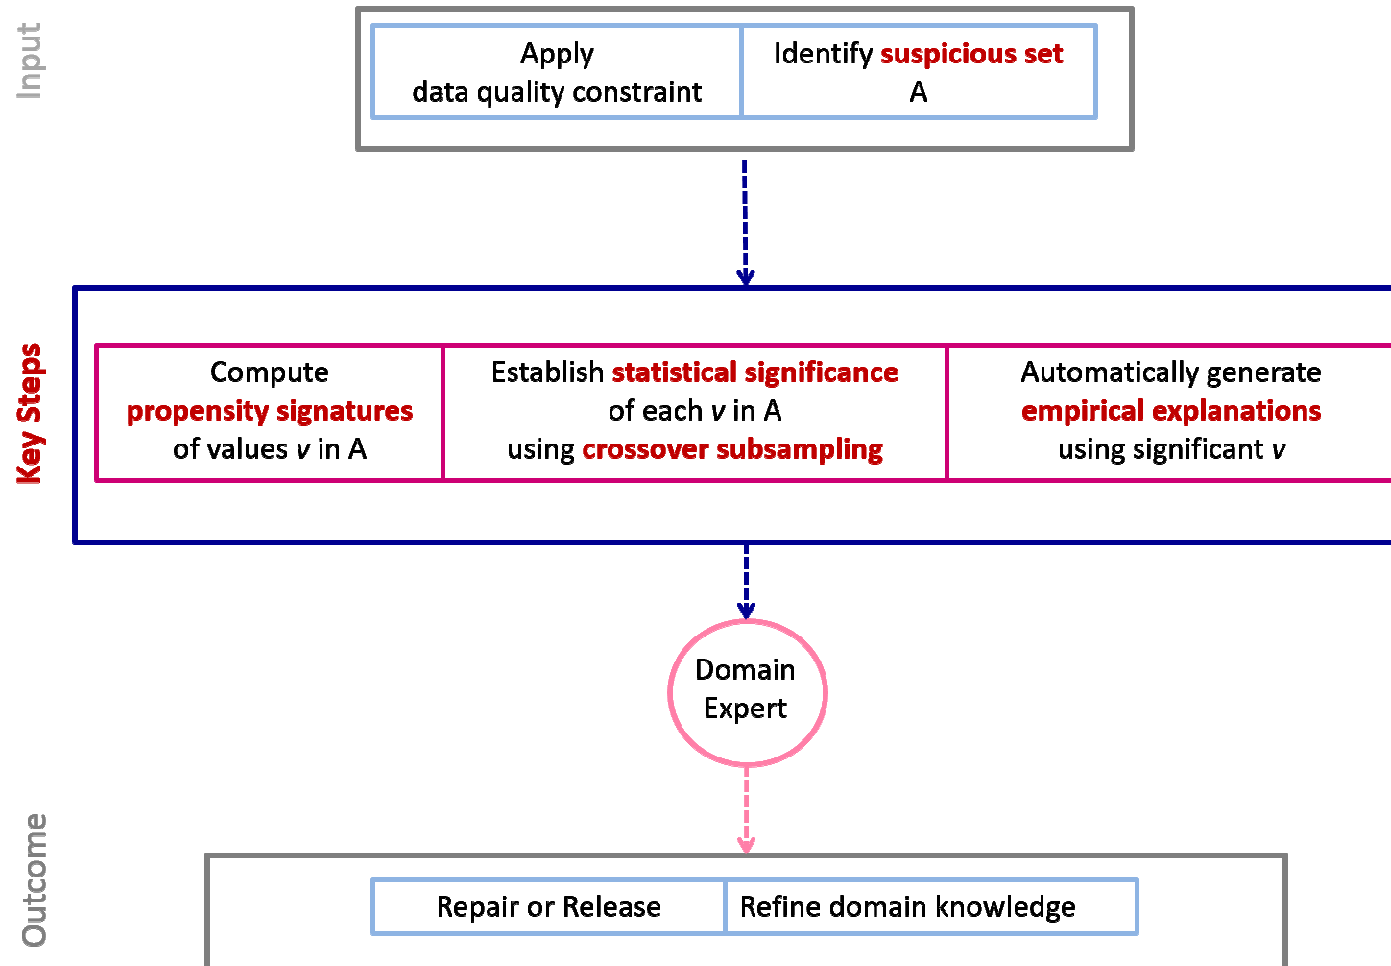 Input
Apply
data quality constraint
Identify suspicious set
A
Key Steps
Compute
propensity signatures
of values v in A
Establish statistical significance
of each v in A
using crossover subsampling
Automatically generate
empirical explanations
using significant v
Domain
Expert
Outcome
Repair or Release
Refine domain knowledge